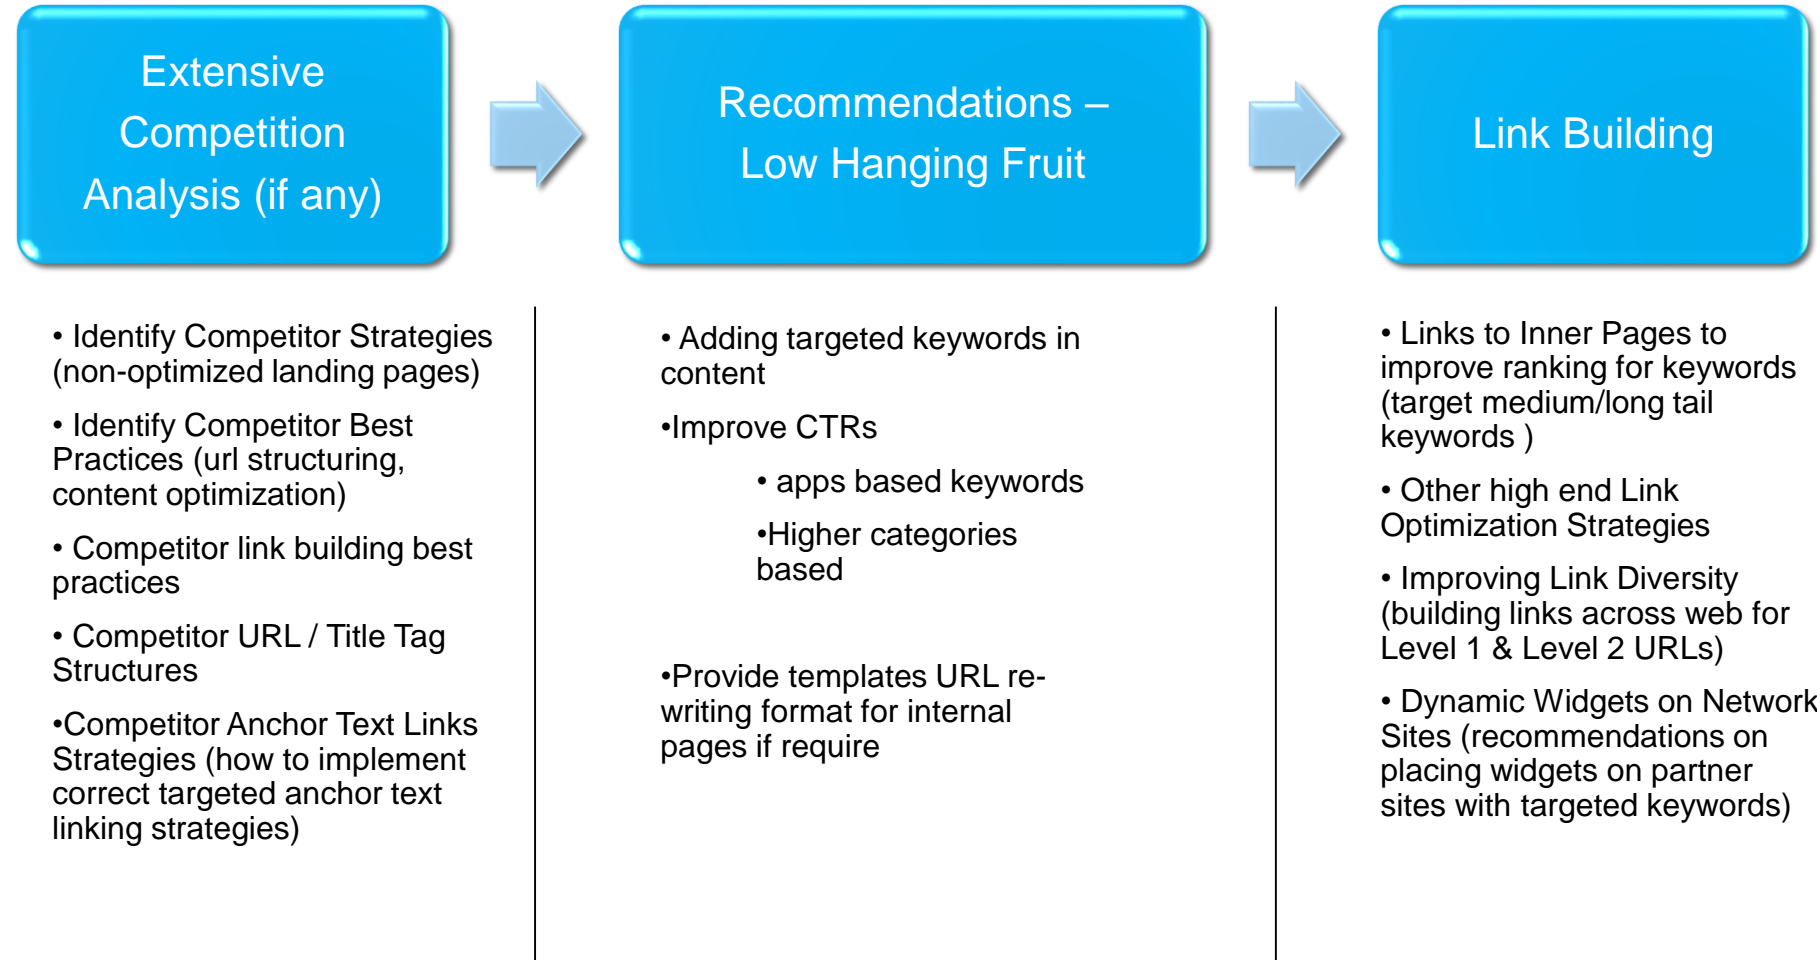 Extensive
Competition
Analysis (if any)
Recommendations –
Low Hanging Fruit
Link Building
• Identify Competitor Strategies
(non-optimized landing pages)
• Identify Competitor Best
Practices (url structuring,
content optimization)
• Competitor link building best
practices
• Competitor URL / Title Tag
Structures
•Competitor Anchor Text Links
Strategies (how to implement
correct targeted anchor text
linking strategies)
• Adding targeted keywords in
content
•Improve CTRs
• apps based keywords
•Higher categories
based
•Provide templates URL re-
writing format for internal
pages if require
• Links to Inner Pages to
improve ranking for keywords
(target medium/long tail
keywords )
• Other high end Link
Optimization Strategies
• Improving Link Diversity
(building links across web for
Level 1 & Level 2 URLs)
• Dynamic Widgets on Network
Sites (recommendations on
placing widgets on partner
sites with targeted keywords)